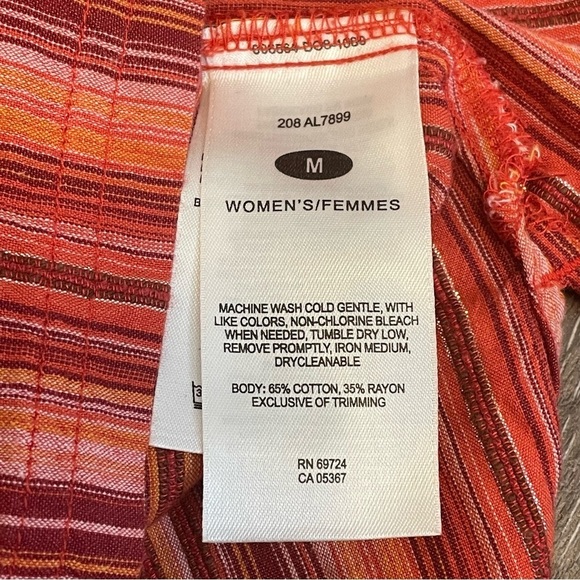 208 AL7899
M
WOMEN'S/FEMMES
MACHINE WASH COLD GENTLE, WITH
LIKE COLORS, NON-CHLORINE BLEACH
WHEN NEEDED, TUMBLE DRY LOW,
REMOVE PROMPTLY, IRON MEDIUM,
DRYCLEANABLE
BODY: 65% COTTON, 35% RAYON
EXCLUSIVE OF TRIMMING
RN 69724
CA 05367